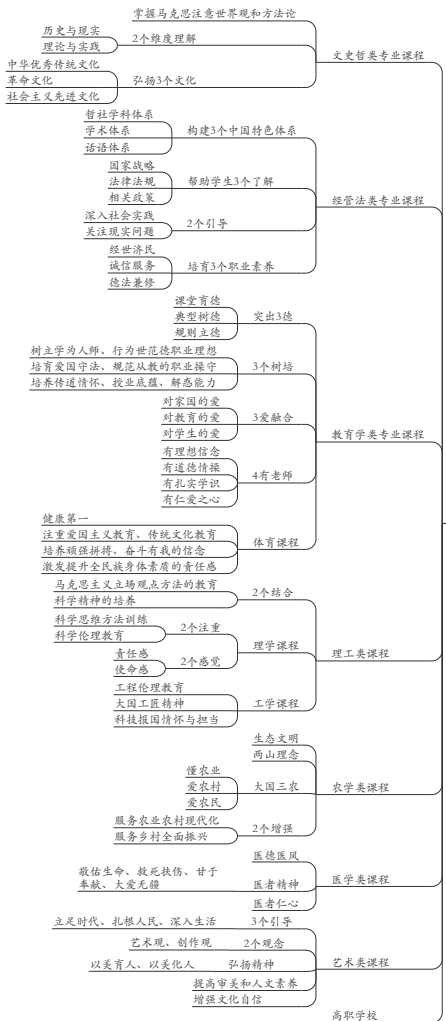 掌握马克思注意世界观和方法论
历史与现实
理论与实践
2个维度理解
文史哲类专业课程
中华优秀传统文化
革命文化
社会主义先进文化
弘扬3个文化
哲社学科体系
学术体系
话语体系
构建3个中国特色体系
国家战略
法律法规
相关政策
帮助学生3个了解
经管法类专业课程
深入社会实践
关注现实问题
2个引导
经世济民
诚信服务
德法兼修
培育3个职业素养
课堂育德
典型树德
规则立德
突出3德
树立学为人师、行为世范德职业理想
培育爱国守法、规范从教的职业操守
培养传道情怀、授业底蕴、解惑能力
3个树培
对家国的爱
对教育的爱
对学生的爱
3爱融合
教育学类专业课程
有理想信念
有道德情操
有扎实学识
有仁爱之心
4有老师
健康第一
注重爱国主义教育、传统文化教育
培养顽强拼搏、奋斗有我的信念
激发提升全民族身体素质的责任感
体育课程
马克思主义立场观点方法的教育
科学精神的培养
2个结合
科学思维方法训练
科学伦理教育
2个注重
责任感
使命感
2个感觉
理学课程
理工类课程
工程伦理教育
大国工匠精神
科技报国情怀与担当
工学课程
生态文明
两山理念
懂农业
爱农村
爱农民
大国三农
农学类课程
服务农业农村现代化
服务乡村全面振兴
2个增强
医德医风
敬佑生命、救死扶伤、甘于
奉献、大爱无疆
医者精神
医学类课程
医者仁心
立足时代、扎根人民、深入生活
3个引导
艺术观、创作观
2个观念
以美育人、以美化人
弘扬精神
艺术类课程
提高审美和人文素养
增强文化自信
高职学校